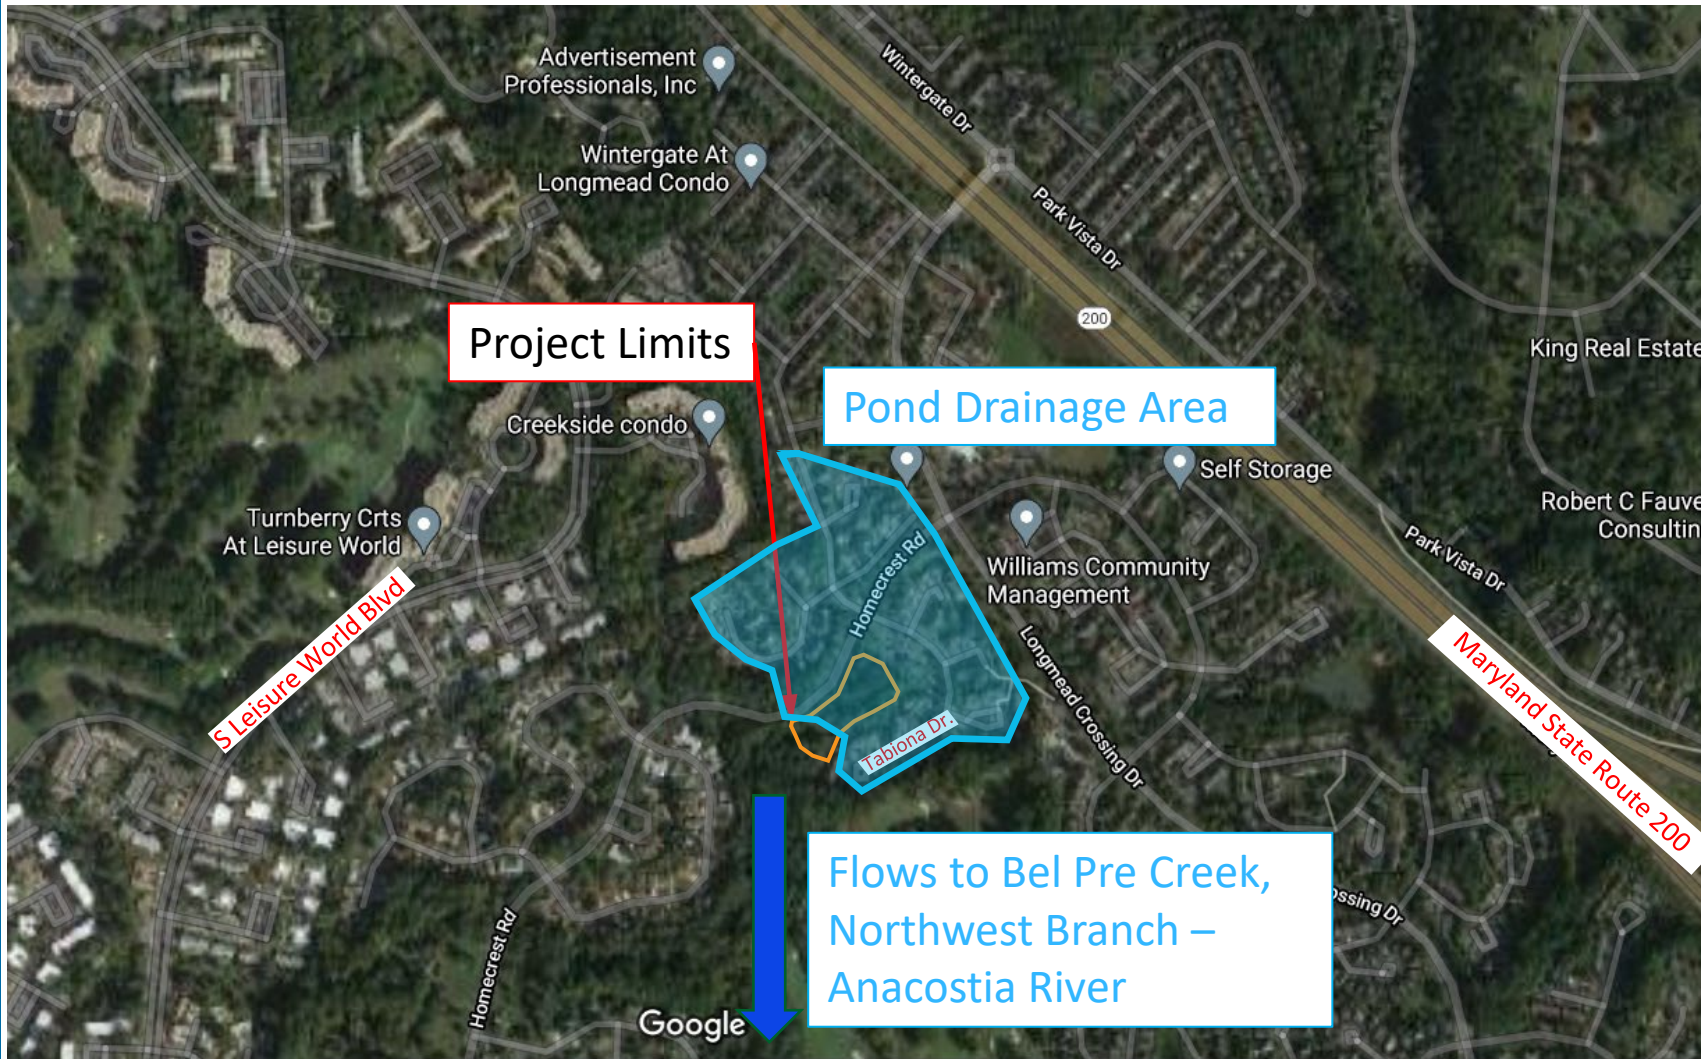 Advertisement
Professionals, Inc
Wintergate Dr
Wintergate At
Longmead Condo
Park Vista Dr
200
Project Limits
King Real Estate
Pond Drainage Area
Creekside condo
Self Storage
Robert C Fauve
Consultin
Turnberry Crts
At Leisure World
Park Vista Dr
Homecrest Rd
Williams Community
Management
S Leisure World Blvd
Longmead Crossing Dr
Maryland State Route 200
Tabiona Dr.
Flows to Bel Pre Creek,
Northwest Branch –
Anacostia River
ossing Dr
Homecrest Rd
Google